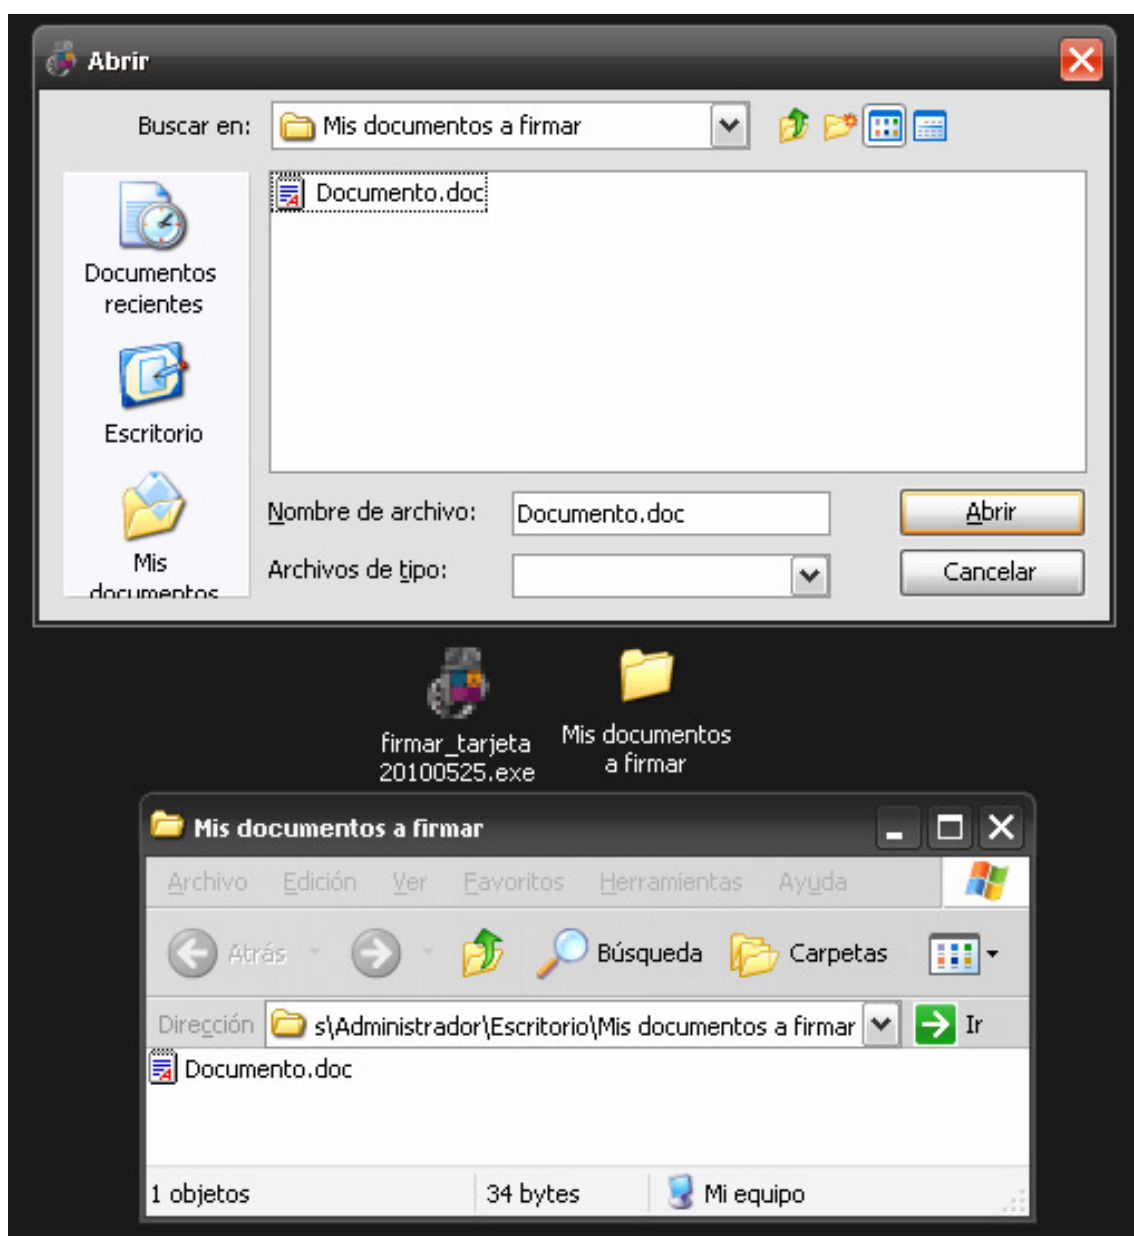 Abrir
Buscar en: Mis documentos a firmar
Documento.doc
Documentos
recientes
Escritorio
Mis
documentos
Nombre de archivo: Documento.doc Abrir
Archivos de tipo: Cancelar
firmar_tarjeta
20100525.exe
Mis documentos
a firmar
Mis documentos a firmar
Archivo Edición Ver Favoritos Herramientas Ayuda
Atrás Búsqueda Carpetas
Dirección s\Administrador\Escritorio\Mis documentos a firmar Ir
Documento.doc
1 objetos 34 bytes Mi equipo